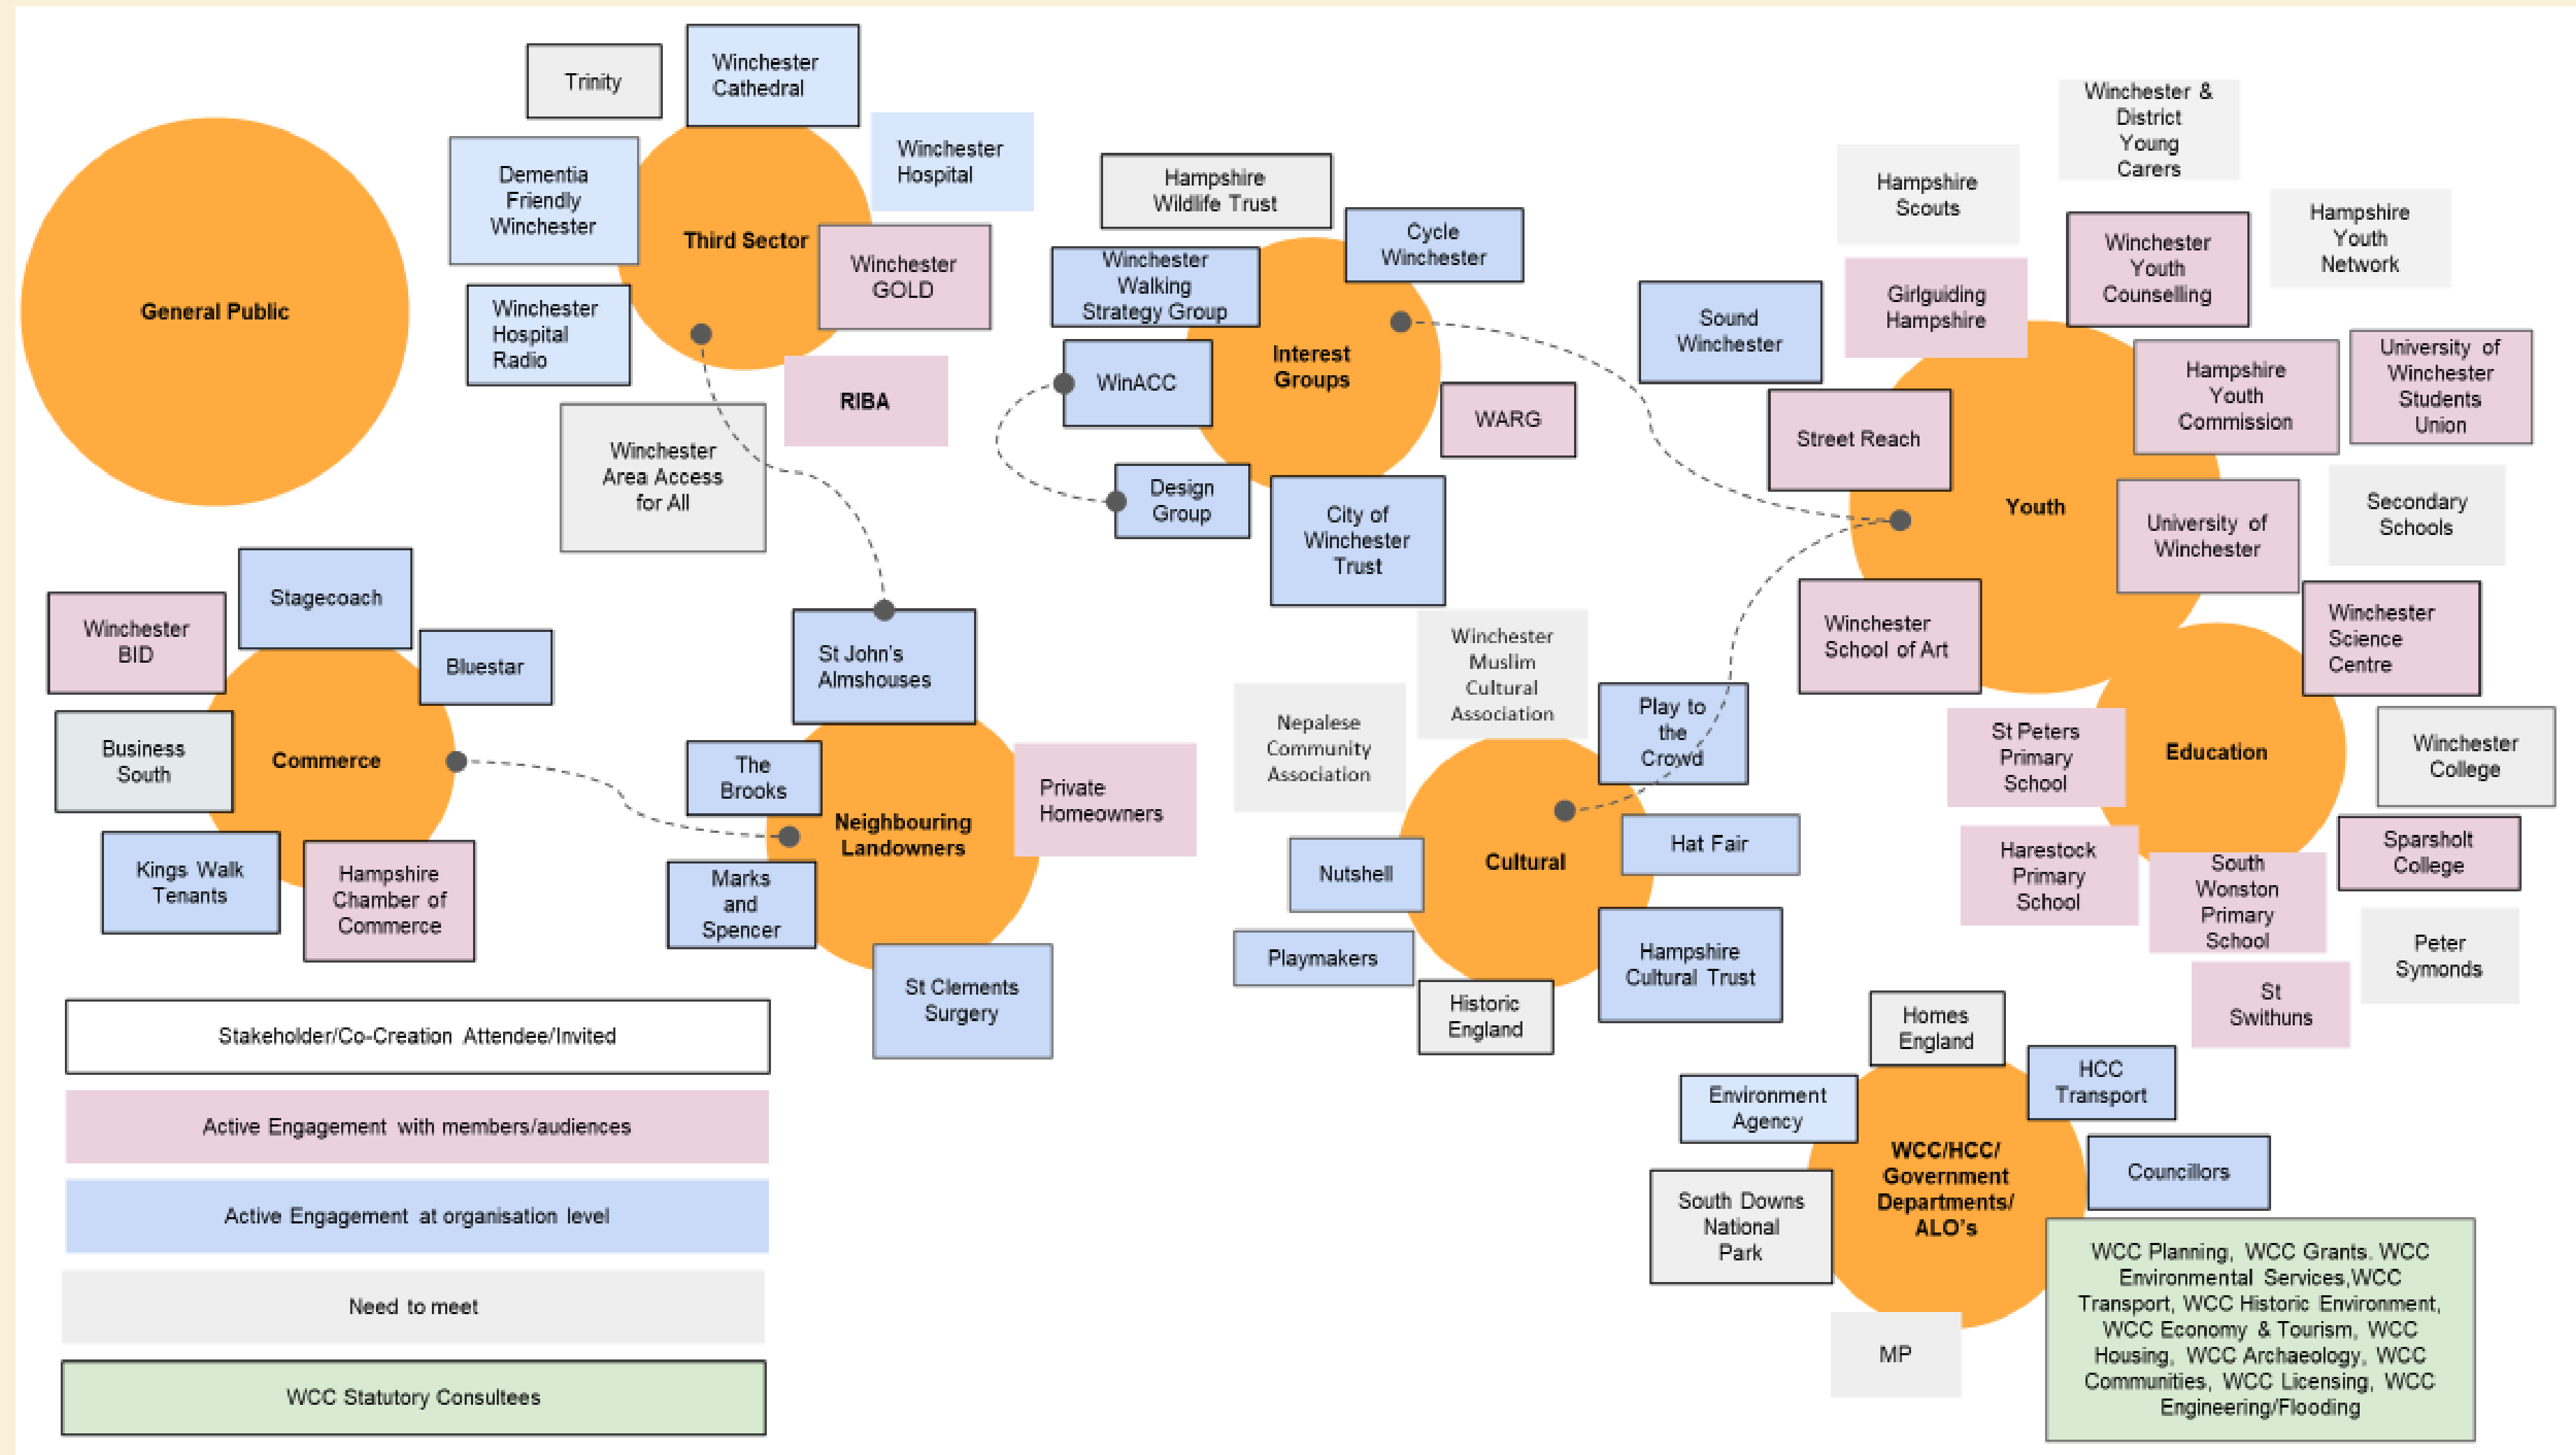 General Public
Trinity
Winchester
Cathedral
Dementia
Friendly
Winchester
Winchester
Hospital
Third Sector
Winchester
GOLD
Winchester
Hospital
Radio
RIBA
Winchester
Area Access
for All
Hampshire
Wildlife Trust
Cycle
Winchester
Winchester
Walking
Strategy Group
Interest
Groups
WinACC
WARG
Design
Group
City of
Winchester
Trust
Winchester &
District
Young
Carers
Hampshire
Scouts
Hampshire
Youth
Network
Winchester
Youth
Counselling
Girlguiding
Hampshire
Sound
Winchester
Hampshire
Youth
Commission
University of
Winchester
Students
Union
Street Reach
Youth
University of
Winchester
Secondary
Schools
Winchester
School of Art
Winchester
Science
Centre
St Peters
Primary
School
Education
Winchester
College
Harestock
Primary
School
South
Wonston
Primary
School
Sparsholt
College
Peter
Symonds
St
Swithuns
Stagecoach
Winchester
BID
Bluestar
Business
South
Commerce
Kings Walk
Tenants
Hampshire
Chamber of
Commerce
St John's
Almshouses
The
Brooks
Neighbouring
Landowners
Private
Homeowners
Marks
and
Spencer
St Clements
Surgery
Winchester
Muslim
Cultural
Association
Nepalese
Community
Association
Play to
the
Crowd
Hat Fair
Cultural
Nutshell
Playmakers
Hampshire
Cultural Trust
Historic
England
Homes
England
HCC
Transport
Environment
Agency
WCC/HCC/
Government
Departments/
ALO's
Councillors
South Downs
National
Park
MP
WCC Planning, WCC Grants. WCC
Environmental Services,WCC
Transport, WCC Historic Environment,
WCC Economy & Tourism, WCC
Housing, WCC Archaeology, WCC
Communities, WCC Licensing, WCC
Engineering/Flooding
Stakeholder/Co-Creation Attendee/Invited
Active Engagement with members/audiences
Active Engagement at organisation level
Need to meet
WCC Statutory Consultees